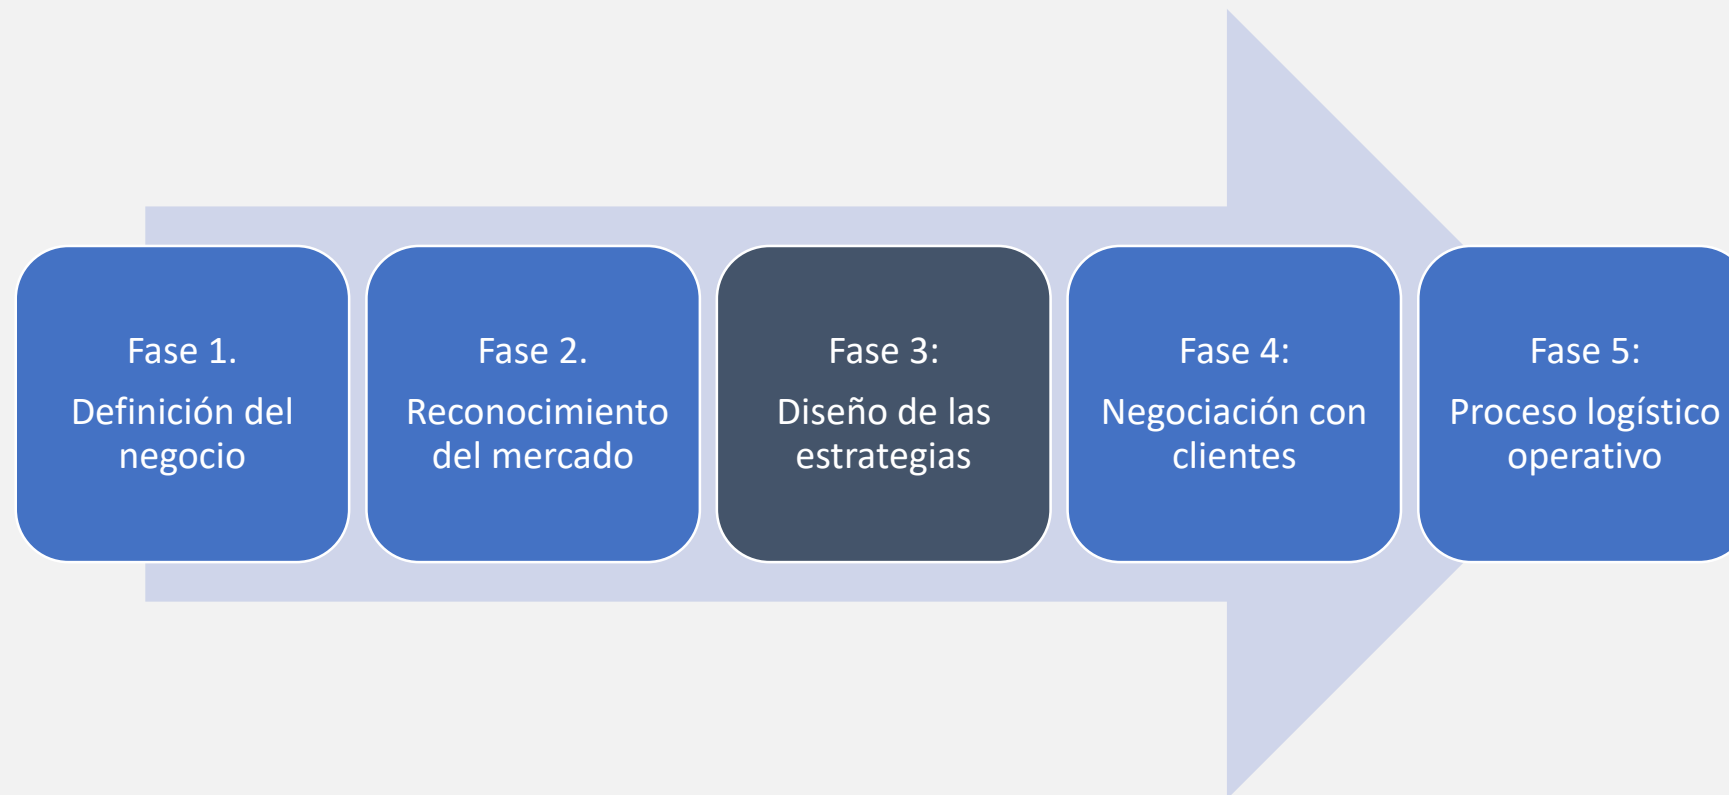 Fase 1.
Definición del
negocio
Fase 2.
Reconocimiento
del mercado
Fase 3:
Diseño de las
estrategias
Fase 4:
Negociación con
clientes
Fase 5:
Proceso logístico
operativo